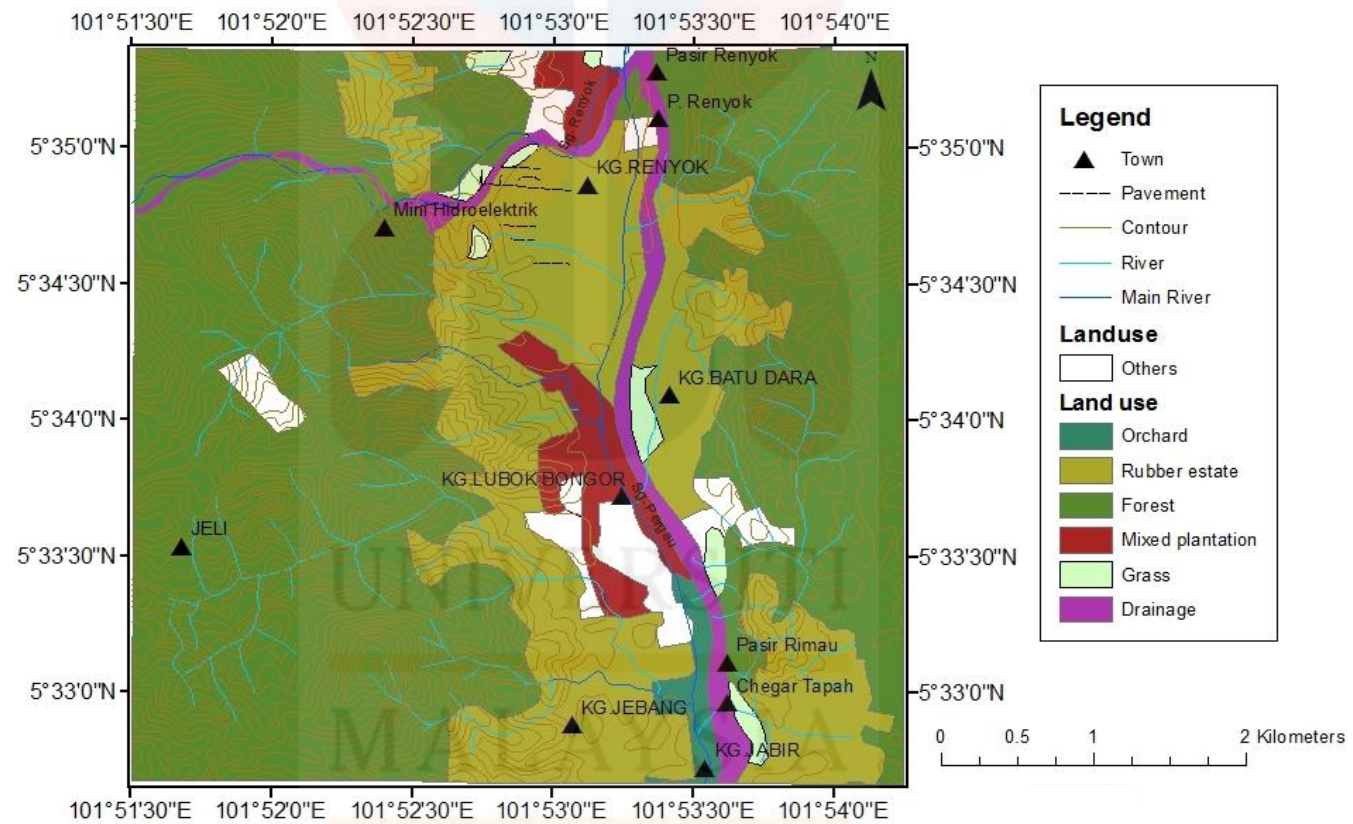 101°51'30"E 101°52'0"E 101°52'30"E 101°53'0"E 101°53'30"E 101°54'0"E
Pasir Renyok
N
P. Renyok
Sg. Renyok
5°35'0"N
5°35'0"N
KG.RENYOK
Mini Hidroelektrik
5°34'30"N
5°34'30"N
KG.BATU DARA
5°34'0"N
5°34'0"N
KG.LUBOK BONGOR
Sg. Pergau
JELI
5°33'30"N
5°33'30"N
UNIVERSITI
Pasir Rimau
5°33'0"N
5°33'0"N
Chegar Tapah
KG.JEBANG
MALAYSIA
KG.JABIR
101°51'30"E 101°52'0"E 101°52'30"E 101°53'0"E 101°53'30"E 101°54'0"E
Legend
Town
Pavement
Contour
River
Main River
Landuse
Others
Land use
Orchard
Rubber estate
Forest
Mixed plantation
Grass
Drainage
0 0.5 1 2 Kilometers